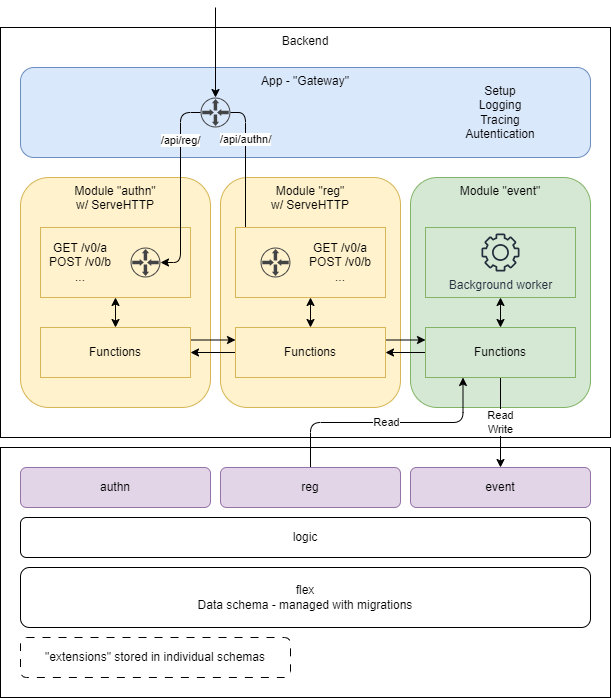 Backend
App - "Gateway"
Setup
Logging
Tracing
Autentication
/api/reg/
/api/authn/
Module "authn"
w/ ServeHTTP
GET /v0/a
POST /v0/b
...
Functions
Module "reg"
w/ ServeHTTP
GET /v0/a
POST /v0/b
...
Functions
Module "event"
Background worker
Functions
Read
Read
Write
authn
reg
event
logic
flex
Data schema - managed with migrations
"extensions" stored in individual schemas